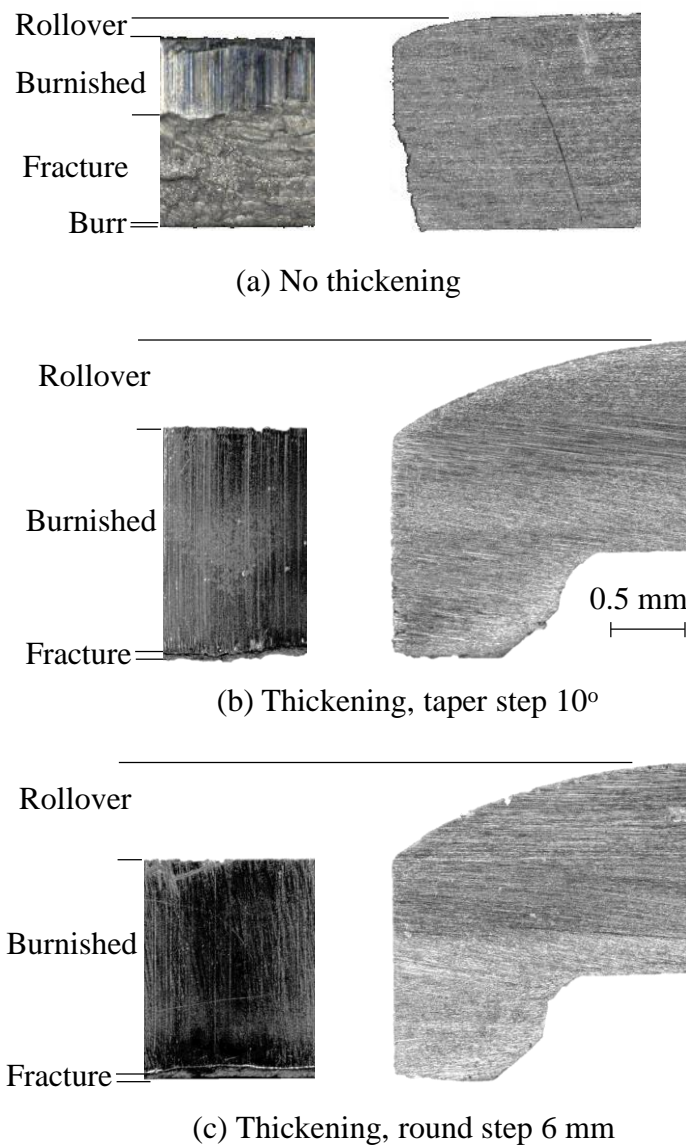 Rollover
Burnished
Fracture
Burr
(a) No thickening
Rollover
Burnished
0.5 mm
Fracture
(b) Thickening, taper step 10º
Rollover
Burnished
Fracture
(c) Thickening, round step 6 mm